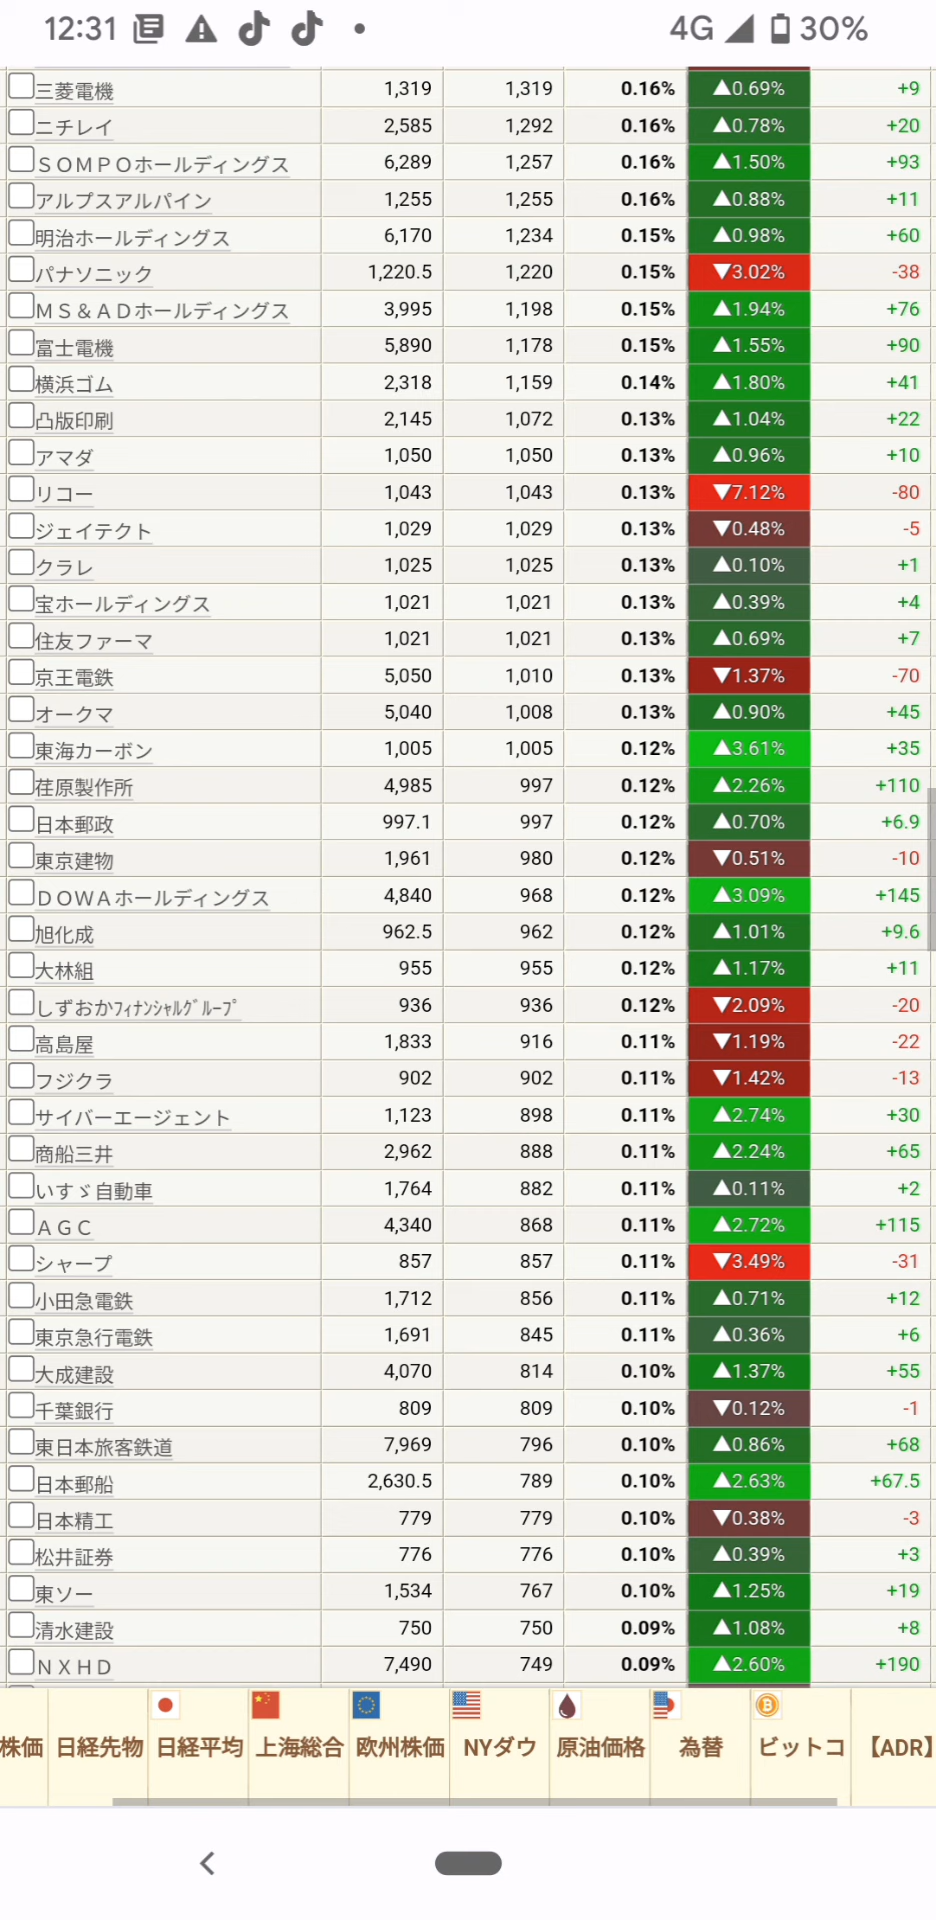 12:31 4G 30%
三菱電機 1,319 1,319 0.16% ▲0.69% +9
ニチレイ 2,585 1,292 0.16% ▲0.78% +20
ＳＯＭＰＯホールディングス 6,289 1,257 0.16% ▲1.50% +93
アルプスアルパイン 1,255 1,255 0.16% ▲0.88% +11
明治ホールディングス 6,170 1,234 0.15% ▲0.98% +60
パナソニック 1,220.5 1,220 0.15% ▼3.02% -38
ＭＳ＆ＡＤホールディングス 3,995 1,198 0.15% ▲1.94% +76
富士電機 5,890 1,178 0.15% ▲1.55% +90
横浜ゴム 2,318 1,159 0.14% ▲1.80% +41
凸版印刷 2,145 1,072 0.13% ▲1.04% +22
アマダ 1,050 1,050 0.13% ▲0.96% +10
リコー 1,043 1,043 0.13% ▼7.12% -80
ジェイテクト 1,029 1,029 0.13% ▼0.48% -5
クラレ 1,025 1,025 0.13% ▲0.10% +1
宝ホールディングス 1,021 1,021 0.13% ▲0.39% +4
住友ファーマ 1,021 1,021 0.13% ▲0.69% +7
京王電鉄 5,050 1,010 0.13% ▼1.37% -70
オークマ 5,040 1,008 0.13% ▲0.90% +45
東海カーボン 1,005 1,005 0.12% ▲3.61% +35
荏原製作所 4,985 997 0.12% ▲2.26% +110
日本郵政 997.1 997 0.12% ▲0.70% +6.9
東京建物 1,961 980 0.12% ▼0.51% -10
ＤＯＷＡホールディングス 4,840 968 0.12% ▲3.09% +145
旭化成 962.5 962 0.12% ▲1.01% +9.6
大林組 955 955 0.12% ▲1.17% +11
しずおかﾌｨﾅﾝｼｬﾙｸﾞﾙｰﾌﾟ 936 936 0.12% ▼2.09% -20
高島屋 1,833 916 0.11% ▼1.19% -22
フジクラ 902 902 0.11% ▼1.42% -13
サイバーエージェント 1,123 898 0.11% ▲2.74% +30
商船三井 2,962 888 0.11% ▲2.24% +65
いすゞ自動車 1,764 882 0.11% ▲0.11% +2
ＡＧＣ 4,340 868 0.11% ▲2.72% +115
シャープ 857 857 0.11% ▼3.49% -31
小田急電鉄 1,712 856 0.11% ▲0.71% +12
東京急行電鉄 1,691 845 0.11% ▲0.36% +6
大成建設 4,070 814 0.10% ▲1.37% +55
千葉銀行 809 809 0.10% ▼0.12% -1
東日本旅客鉄道 7,969 796 0.10% ▲0.86% +68
日本郵船 2,630.5 789 0.10% ▲2.63% +67.5
日本精工 779 779 0.10% ▼0.38% -3
松井証券 776 776 0.10% ▲0.39% +3
東ソー 1,534 767 0.10% ▲1.25% +19
清水建設 750 750 0.09% ▲1.08% +8
ＮＸＨＤ 7,490 749 0.09% ▲2.60% +190
株価 日経先物 日経平均 上海総合 欧州株価 NYダウ 原油価格 為替 ビットコ 【ADR】